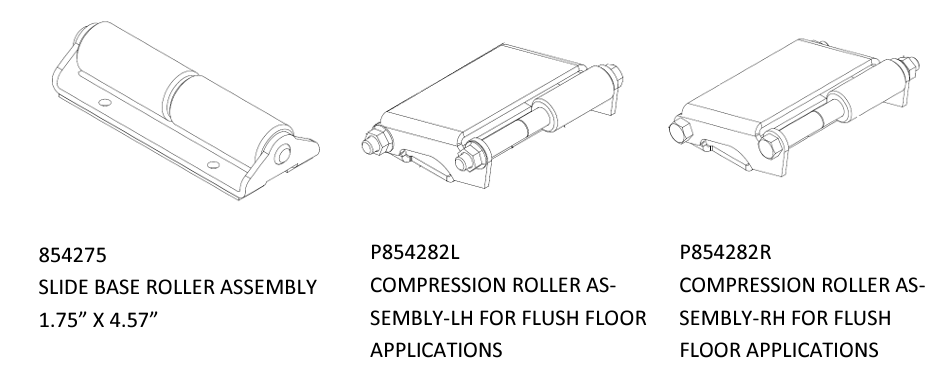 854275
SLIDE BASE ROLLER ASSEMBLY
1.75” X 4.57”
P854282L
COMPRESSION ROLLER AS-
SEMBLY-LH FOR FLUSH FLOOR
APPLICATIONS
P854282R
COMPRESSION ROLLER AS-
SEMBLY-RH FOR FLUSH
FLOOR APPLICATIONS